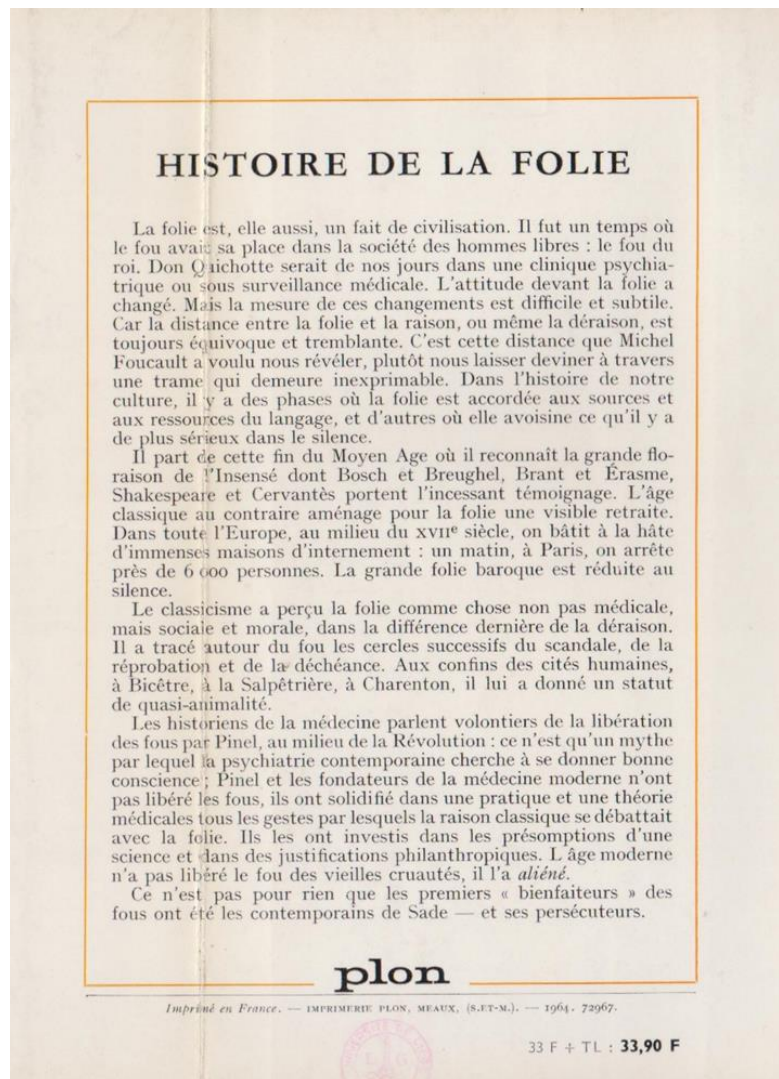 HISTOIRE DE LA FOLIE
La folie est, elle aussi, un fait de civilisation. Il fut un temps où
le fou avait sa place dans la société des hommes libres : le fou du
roi. Don Quichotte serait de nos jours dans une clinique psychia-
trique ou sous surveillance médicale. L'attitude devant la folie a
changé. Mais la mesure de ces changements est difficile et subtile.
Car la distance entre la folie et la raison, ou même la déraison, est
toujours équivoque et tremblante. C'est cette distance que Michel
Foucault a voulu nous révéler, plutôt nous laisser deviner à travers
une trame qui demeure inexprimable. Dans l'histoire de notre
culture, il y a des phases où la folie est accordée aux sources et
aux ressources du langage, et d'autres où elle avoisine ce qu'il y a
de plus sérieux dans le silence.
Il part de cette fin du Moyen Age où il reconnaît la grande flo-
raison de l'Insensé dont Bosch et Breughel, Brant et Érasme,
Shakespeare et Cervantès portent l'incessant témoignage. L'âge
classique au contraire aménage pour la folie une visible retraite.
Dans toute l'Europe, au milieu du XVIIe siècle, on bâtit à la hâte
d'immenses maisons d'internement : un matin, à Paris, on arrête
près de 6 000 personnes. La grande folie baroque est réduite au
silence.
Le classicisme a perçu la folie comme chose non pas médicale,
mais sociale et morale, dans la différence dernière de la déraison.
Il a tracé autour du fou les cercles successifs du scandale, de la
réprobation et de la déchéance. Aux confins des cités humaines,
à Bicêtre, à la Salpêtrière, à Charenton, il lui a donné un statut
de quasi-animalité.
Les historiens de la médecine parlent volontiers de la libération
des fous par Pinel, au milieu de la Révolution : ce n'est qu'un mythe
par lequel la psychiatrie contemporaine cherche à se donner bonne
conscience ; Pinel et les fondateurs de la médecine moderne n'ont
pas libéré les fous, ils ont solidifié dans une pratique et une théorie
médicales tous les gestes par lesquels la raison classique se débattait
avec la folie. Ils les ont investis dans les présomptions d'une
science et dans des justifications philanthropiques. L âge moderne
n'a pas libéré le fou des vieilles cruautés, il l'a aliéné.
Ce n'est pas pour rien que les premiers « bienfaiteurs » des
fous ont été les contemporains de Sade — et ses persécuteurs.
plon
Imprimé en France. — IMPRIMERIE PLON, MEAUX, (S.-ET-M.). — 1964. 72967.
33 F + TL : 33,90 F